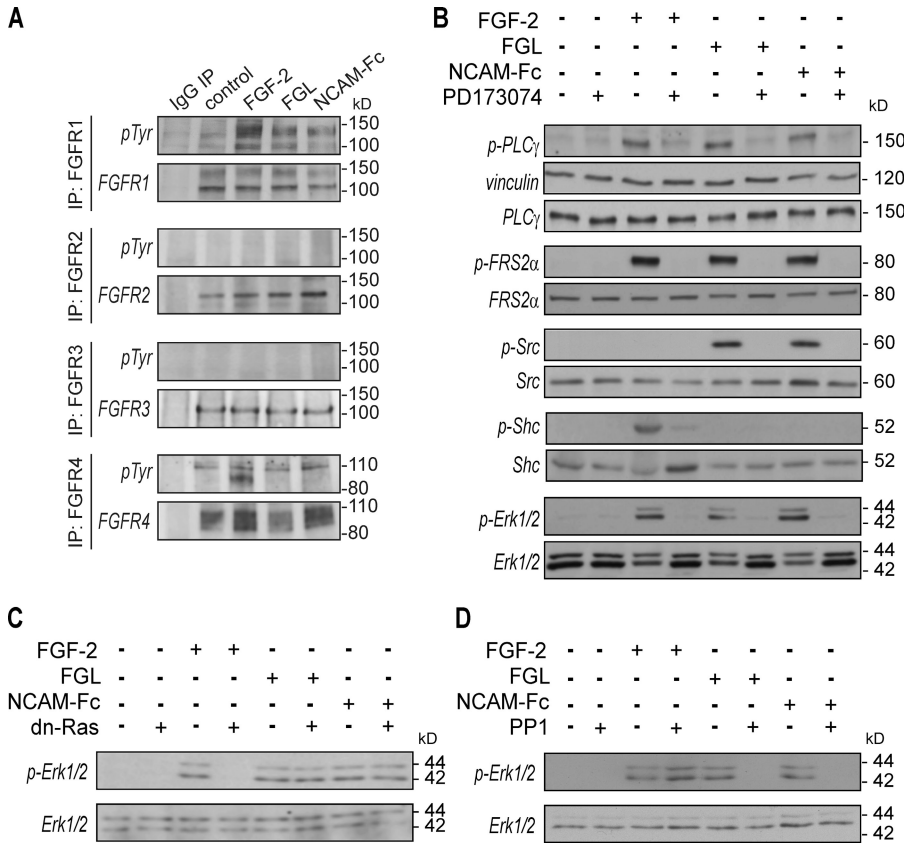 A
IgG IP control FGF-2 FGL NCAM-Fc kD
IP: FGFR1
pTyr -150 -100
FGFR1 -150 -100
IP: FGFR2
pTyr -150 -100
FGFR2 -150 -100
IP: FGFR3
pTyr -150 -100
FGFR3 -150 -100
IP: FGFR4
pTyr -110 -80
FGFR4 -110 -80
B
FGF-2 - - + + - - - -
FGL - - - - + + - -
NCAM-Fc - - - - - - + +
PD173074 - + - + - + - +
kD
p-PLCγ - 150
vinculin - 120
PLCγ - 150
p-FRS2α - 80
FRS2α - 80
p-Src - 60
Src - 60
p-Shc - 52
Shc - 52
p-Erk1/2 - 44 - 42
Erk1/2 - 44 - 42
C
FGF-2 - - + + - - - -
FGL - - - - + + - -
NCAM-Fc - - - - - - + +
dn-Ras - + - + - + - +
kD
p-Erk1/2 - 44 - 42
Erk1/2 - 44 - 42
D
FGF-2 - - + + - - - -
FGL - - - - + + - -
NCAM-Fc - - - - - - + +
PP1 - + - + - + - +
kD
p-Erk1/2 - 44 - 42
Erk1/2 - 44 - 42